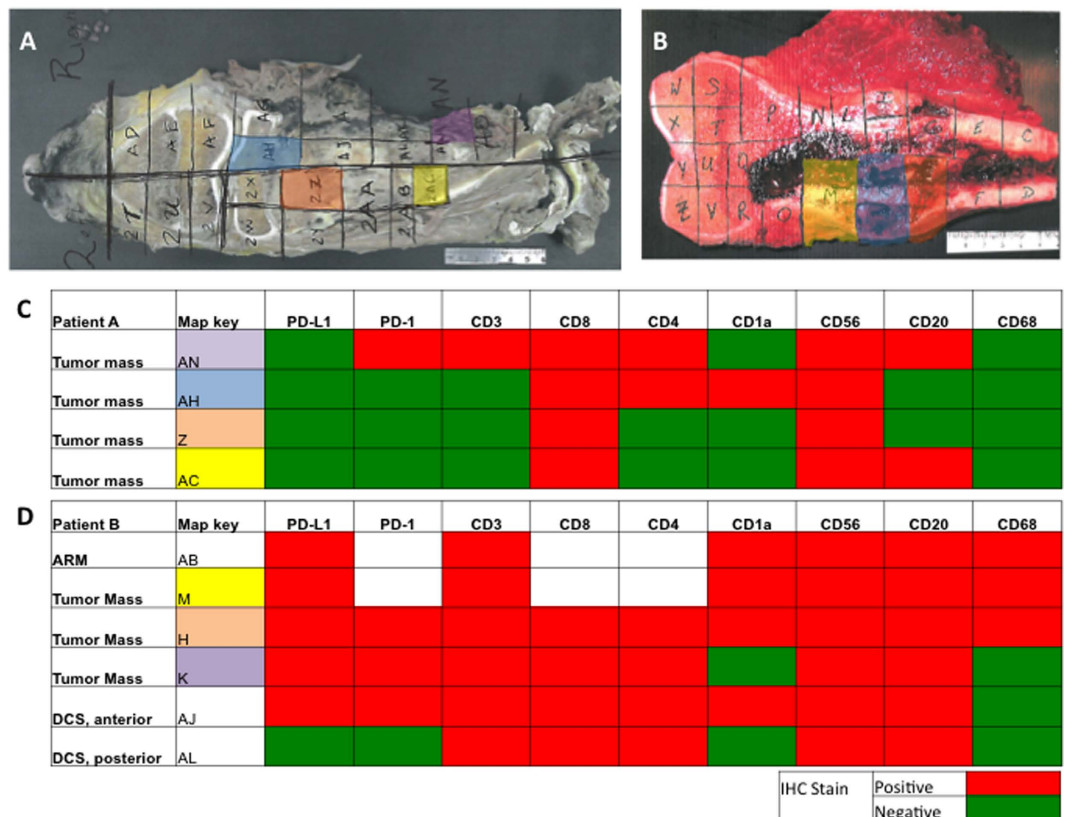 A
B
AN
AD
AE
AF
AG
AH
AJ
2X
2Z
2T
2U
2V
2W
2Y
2AA
2AB
W S
X T P N L
E C
Y U Q
M
Z V R O
F D
C
Patient A Map key PD-L1 PD-1 CD3 CD8 CD4 CD1a CD56 CD20 CD68
Tumor mass AN
Tumor mass AH
Tumor mass Z
Tumor mass AC
D
Patient B Map key PD-L1 PD-1 CD3 CD8 CD4 CD1a CD56 CD20 CD68
ARM AB
Tumor Mass M
Tumor Mass H
Tumor Mass K
DCS, anterior AJ
DCS, posterior AL
IHC Stain Positive
Negative